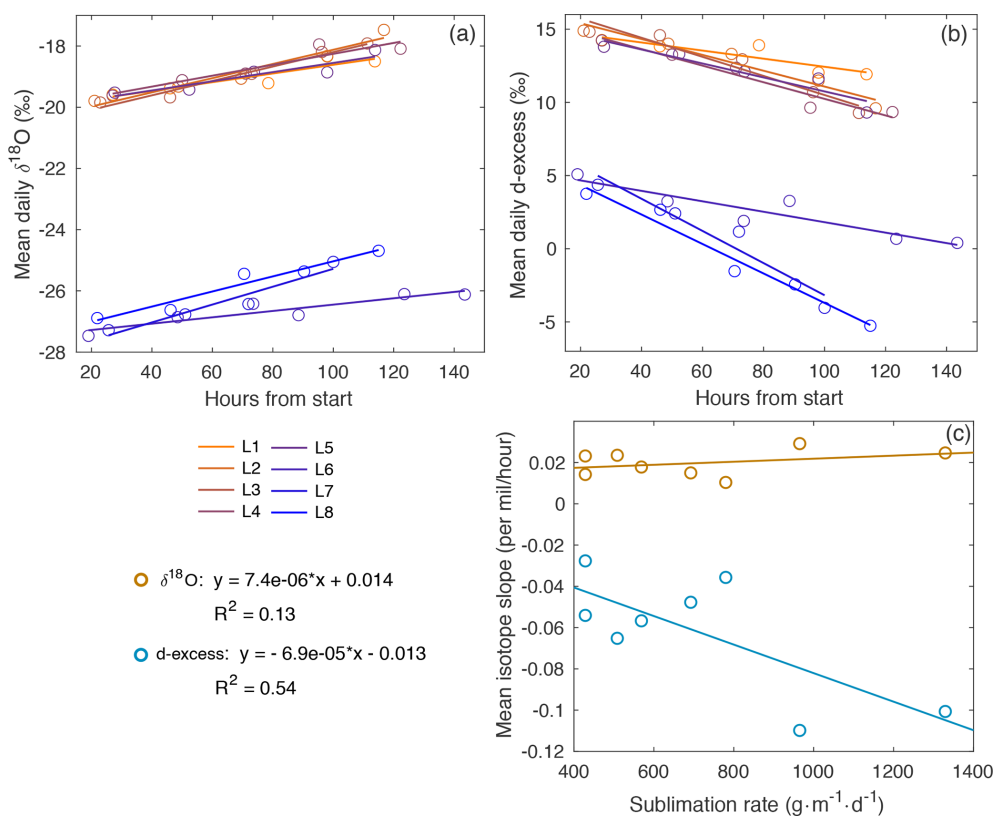 (a)
Mean daily δ18O (‰)
-18
-20
-22
-24
-26
-28
20 40 60 80 100 120 140
Hours from start
(b)
Mean daily d-excess (‰)
15
10
5
0
-5
20 40 60 80 100 120 140
Hours from start
L1 L5
L2 L6
L3 L7
L4 L8
δ18O: y = 7.4e-06*x + 0.014
R2 = 0.13
d-excess: y = - 6.9e-05*x - 0.013
R2 = 0.54
(c)
Mean isotope slope (per mil/hour)
0.02
0
-0.02
-0.04
-0.06
-0.08
-0.1
-0.12
400 600 800 1000 1200 1400
Sublimation rate (g·m-1·d-1)